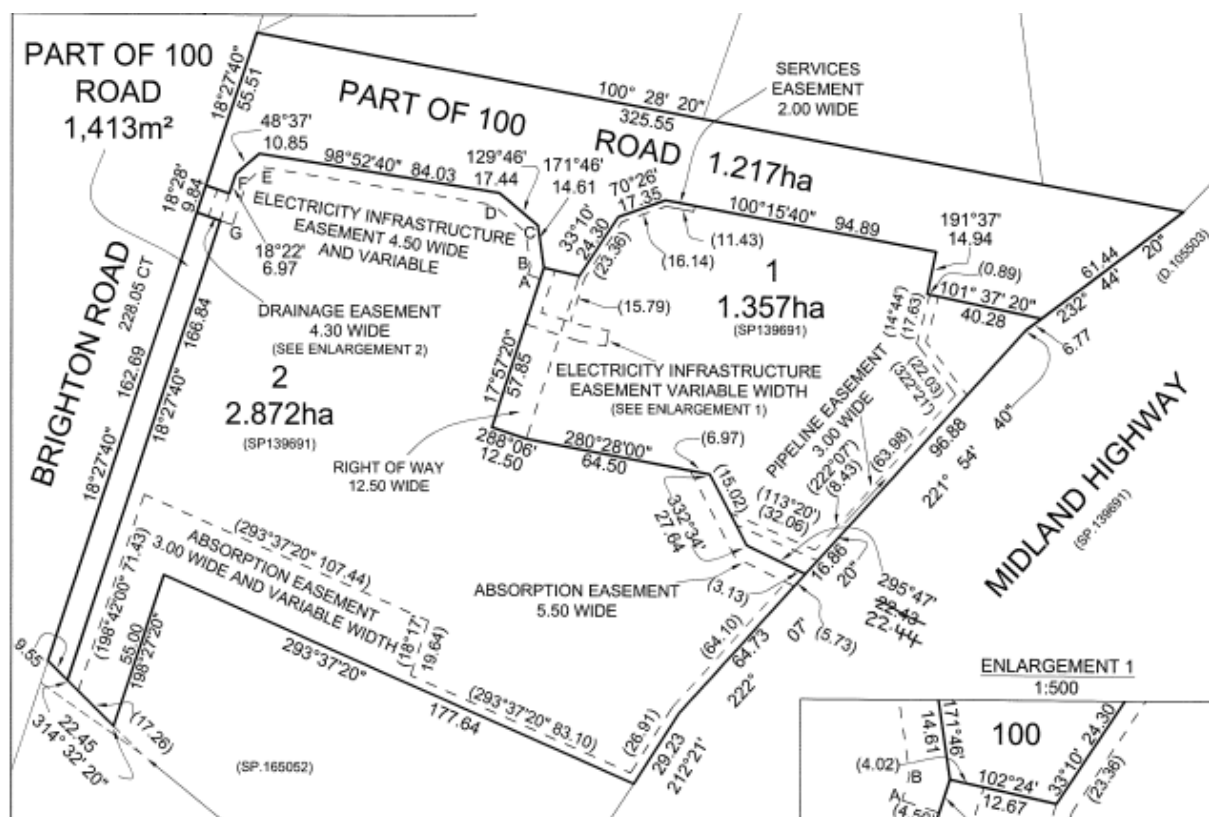 PART OF 100
ROAD
1,413m²
18°27'40"
55.51
PART OF 100
ROAD 1.217ha
100° 28' 20"
325.55
SERVICES
EASEMENT
2.00 WIDE
48°37'
10.85
98°52'40" 84.03
129°46'
17.44
171°46'
14.61
70°26'
17.35
33°10'
24.30
(23.36)
100°15'40" 94.89
191°37'
14.94
(11.43)
(16.14)
(0.89)
61.44
232° 44' 20"
(D.105503)
18°28'
9.84
F
E
D
C
B
A
G
ELECTRICITY INFRASTRUCTURE
EASEMENT 4.50 WIDE
AND VARIABLE
18°22'
6.97
1
1.357ha
(SP139691)
(15.79)
101° 37' 20"
40.28
6.77
(14°44')
(17.63)
(22.03)
(322°21')
BRIGHTON ROAD
228.05 CT
162.69
18°27'40"
166.84
18°27'40"
DRAINAGE EASEMENT
4.30 WIDE
(SEE ENLARGEMENT 2)
2
2.872ha
(SP139691)
17°57'20"
57.85
ELECTRICITY INFRASTRUCTURE
EASEMENT VARIABLE WIDTH
(SEE ENLARGEMENT 1)
PIPELINE EASEMENT
3.00 WIDE
(222°07')
(8.43)
(63.98)
96.88
221° 54' 40"
MIDLAND HIGHWAY
(SP.139691)
RIGHT OF WAY
12.50 WIDE
288°06'
12.50
280°28'00"
64.50
(6.97)
(15.02)
332°34'
27.64
(113°20')
(32.06)
(293°37'20" 107.44)
ABSORPTION EASEMENT
3.00 WIDE AND VARIABLE WIDTH
(198°42'00" 71.43)
55.00
198°27'20"
(18°17'
19.64)
ABSORPTION EASEMENT
5.50 WIDE
(3.13)
16.86
20"
295°47'
22.43
22.44
(5.73)
(64.10)
64.73
222° 07'
9.55
22.45
314° 32' 20"
(17.26)
293°37'20"
177.64
(293°37'20" 83.10)
(26.91)
29.23
212°21'
(SP.165052)
ENLARGEMENT 1
1:500
14.61
171°46'
100
24.30
33°10'
(23.36)
(4.02)
102°24'
12.67
B
A
(4.50)